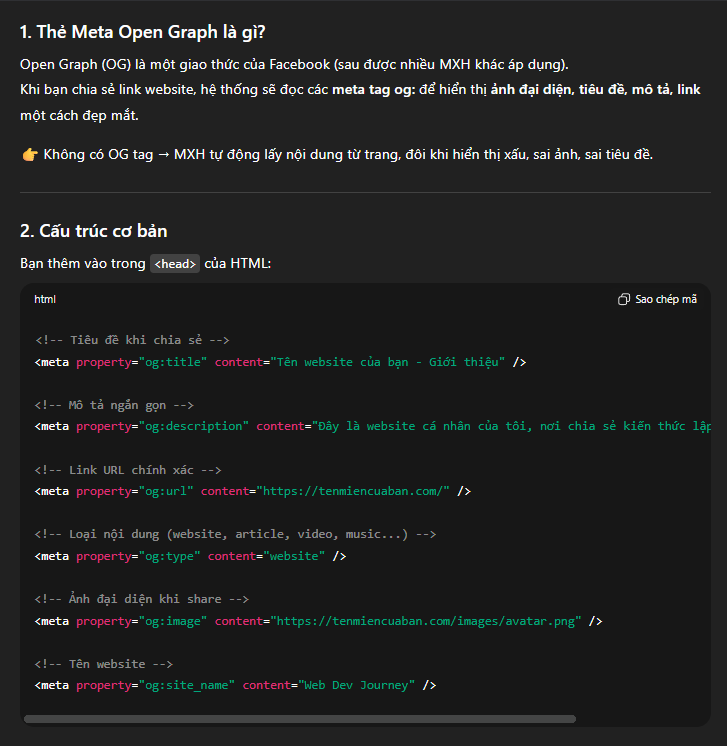 1. Thẻ Meta Open Graph là gì?
Open Graph (OG) là một giao thức của Facebook (sau được nhiều MXH khác áp dụng).
Khi bạn chia sẻ link website, hệ thống sẽ đọc các meta tag og: để hiển thị ảnh đại diện, tiêu đề, mô tả, link
một cách đẹp mắt.
👉 Không có OG tag → MXH tự động lấy nội dung từ trang, đôi khi hiển thị xấu, sai ảnh, sai tiêu đề.
2. Cấu trúc cơ bản
Bạn thêm vào trong <head> của HTML:
html
Sao chép mã
<!-- Tiêu đề khi chia sẻ -->
<meta property="og:title" content="Tên website của bạn - Giới thiệu" />
<!-- Mô tả ngắn gọn -->
<meta property="og:description" content="Đây là website cá nhân của tôi, nơi chia sẻ kiến thức lập
<!-- Link URL chính xác -->
<meta property="og:url" content="https://tenmiencuaban.com/" />
<!-- Loại nội dung (website, article, video, music...) -->
<meta property="og:type" content="website" />
<!-- Ảnh đại diện khi share -->
<meta property="og:image" content="https://tenmiencuaban.com/images/avatar.png" />
<!-- Tên website -->
<meta property="og:site_name" content="Web Dev Journey" />